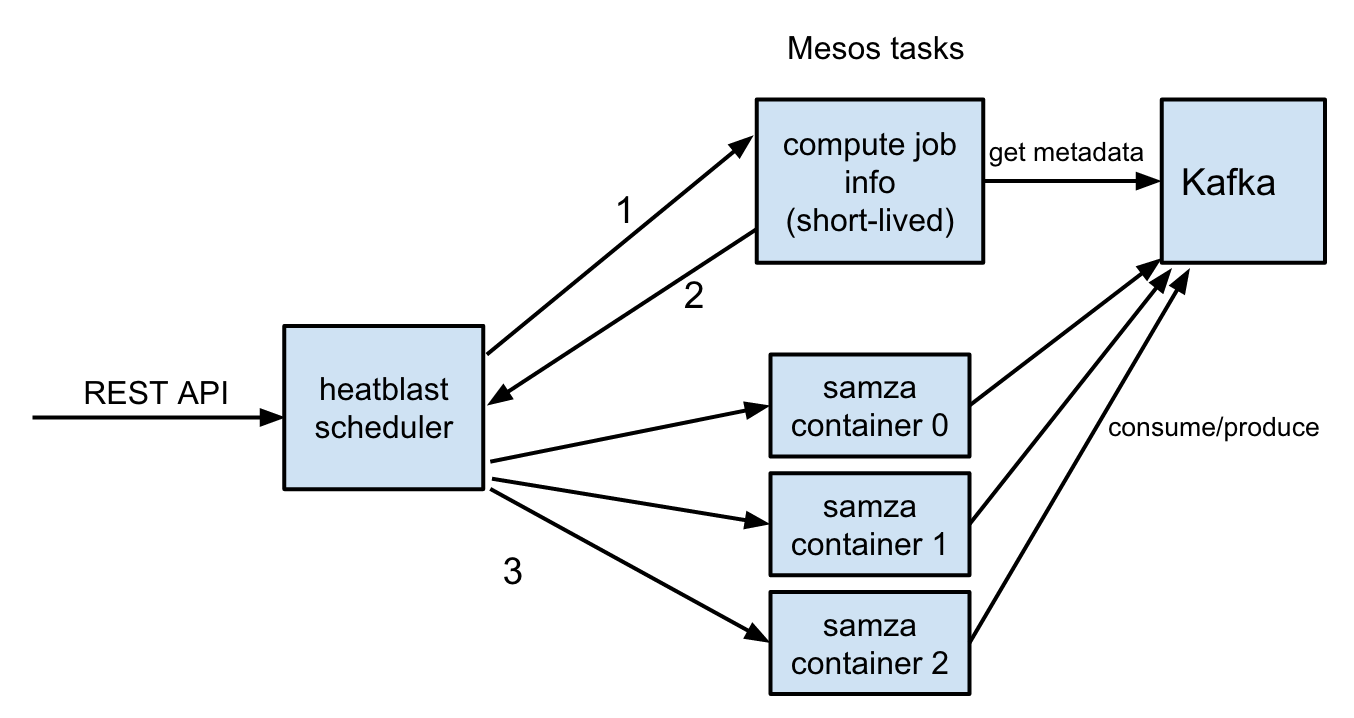 Mesos tasks
compute job
info
(short-lived)
get metadata
Kafka
1
2
REST API
heatblast
scheduler
samza
container 0
consume/produce
samza
container 1
3
samza
container 2